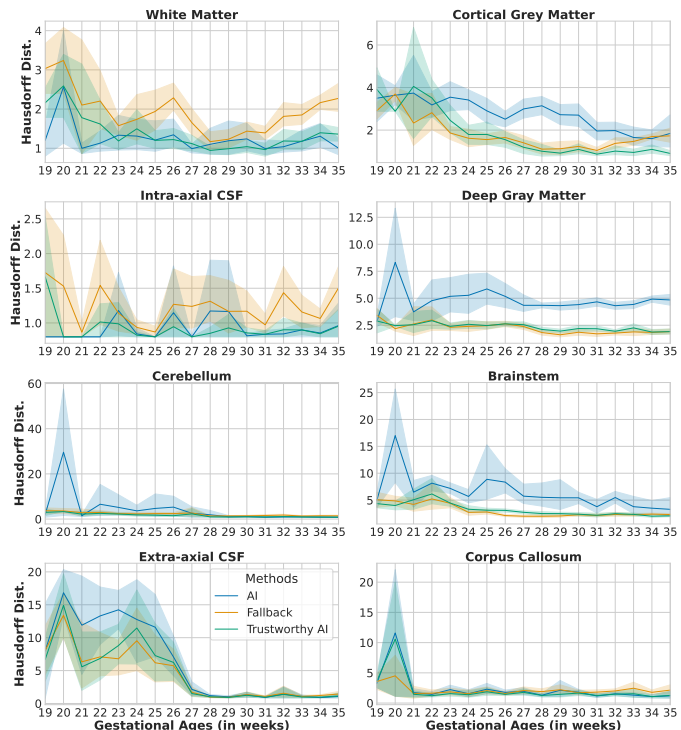 White Matter
Cortical Grey Matter
Hausdorff Dist.
4
3
2
1
6
4
2
19 20 21 22 23 24 25 26 27 28 29 30 31 32 33 34 35
19 20 21 22 23 24 25 26 27 28 29 30 31 32 33 34 35
Intra-axial CSF
Deep Gray Matter
Hausdorff Dist.
2.5
2.0
1.5
1.0
12.5
10.0
7.5
5.0
2.5
19 20 21 22 23 24 25 26 27 28 29 30 31 32 33 34 35
19 20 21 22 23 24 25 26 27 28 29 30 31 32 33 34 35
Cerebellum
Brainstem
Hausdorff Dist.
60
40
20
0
25
20
15
10
5
19 20 21 22 23 24 25 26 27 28 29 30 31 32 33 34 35
19 20 21 22 23 24 25 26 27 28 29 30 31 32 33 34 35
Extra-axial CSF
Corpus Callosum
Hausdorff Dist.
20
15
10
5
0
Methods
AI
Fallback
Trustworthy AI
20
15
10
5
0
19 20 21 22 23 24 25 26 27 28 29 30 31 32 33 34 35
19 20 21 22 23 24 25 26 27 28 29 30 31 32 33 34 35
Gestational Ages (in weeks)
Gestational Ages (in weeks)